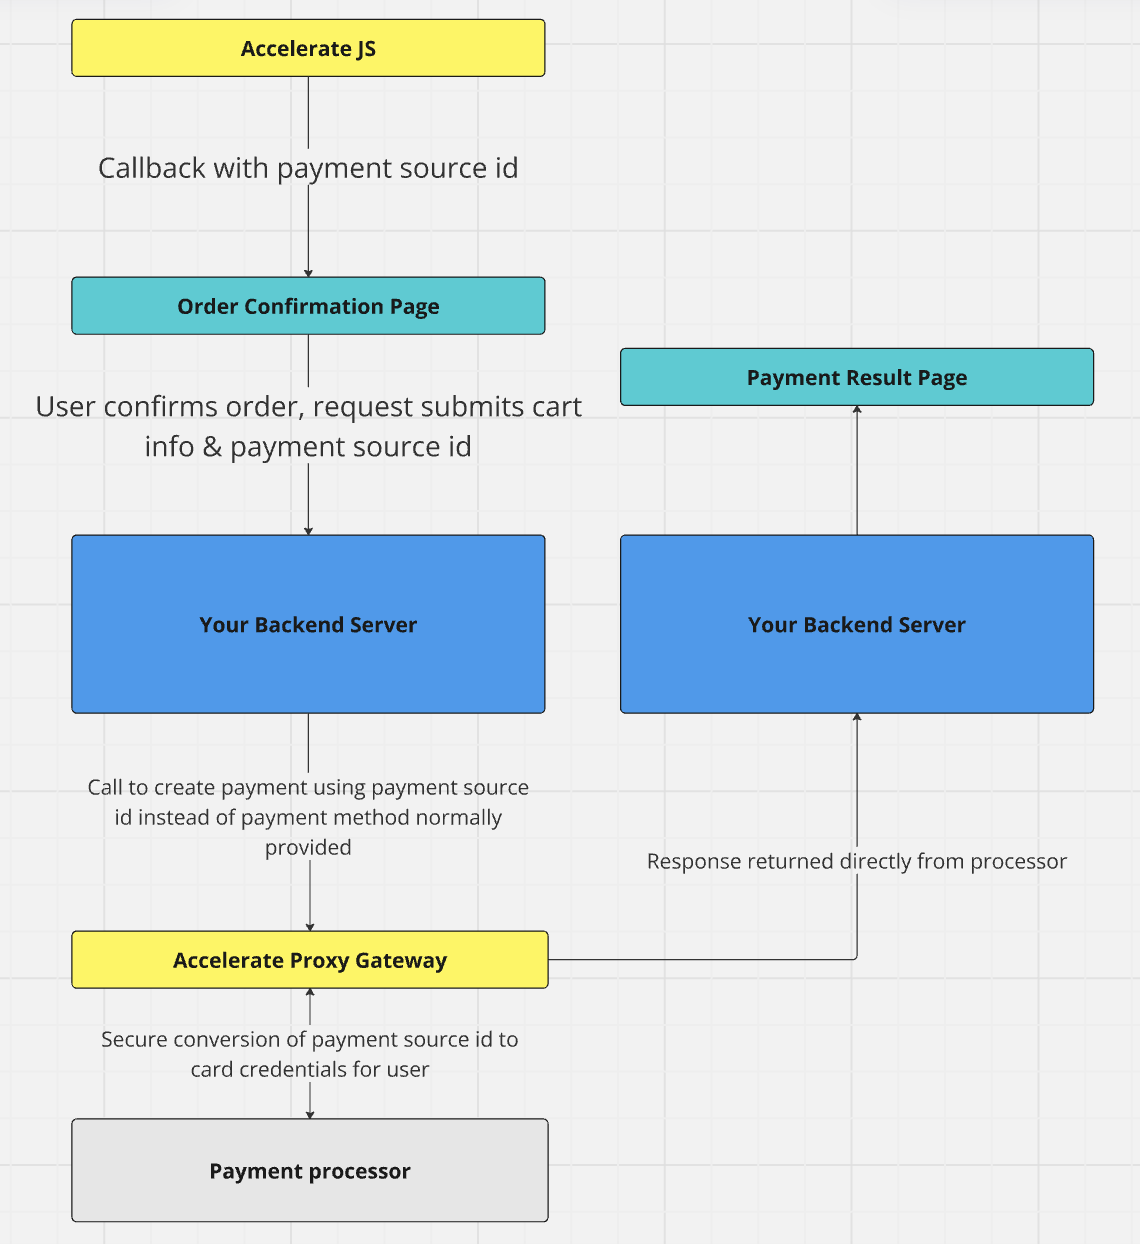 Accelerate JS
Callback with payment source id
Order Confirmation Page
User confirms order, request submits cart
info & payment source id
Your Backend Server
Call to create payment using payment source
id instead of payment method normally
provided
Accelerate Proxy Gateway
Secure conversion of payment source id to
card credentials for user
Payment processor
Response returned directly from processor
Your Backend Server
Payment Result Page